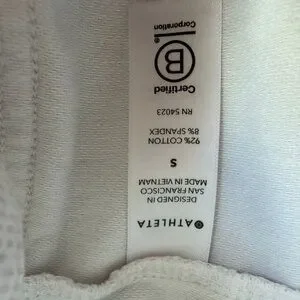 ATHLETA
DESIGNED IN
SAN FRANCISCO
MADE IN VIETNAM
S
92% COTTON
8% SPANDEX
RN 54023
Certified
B
®
Corporation